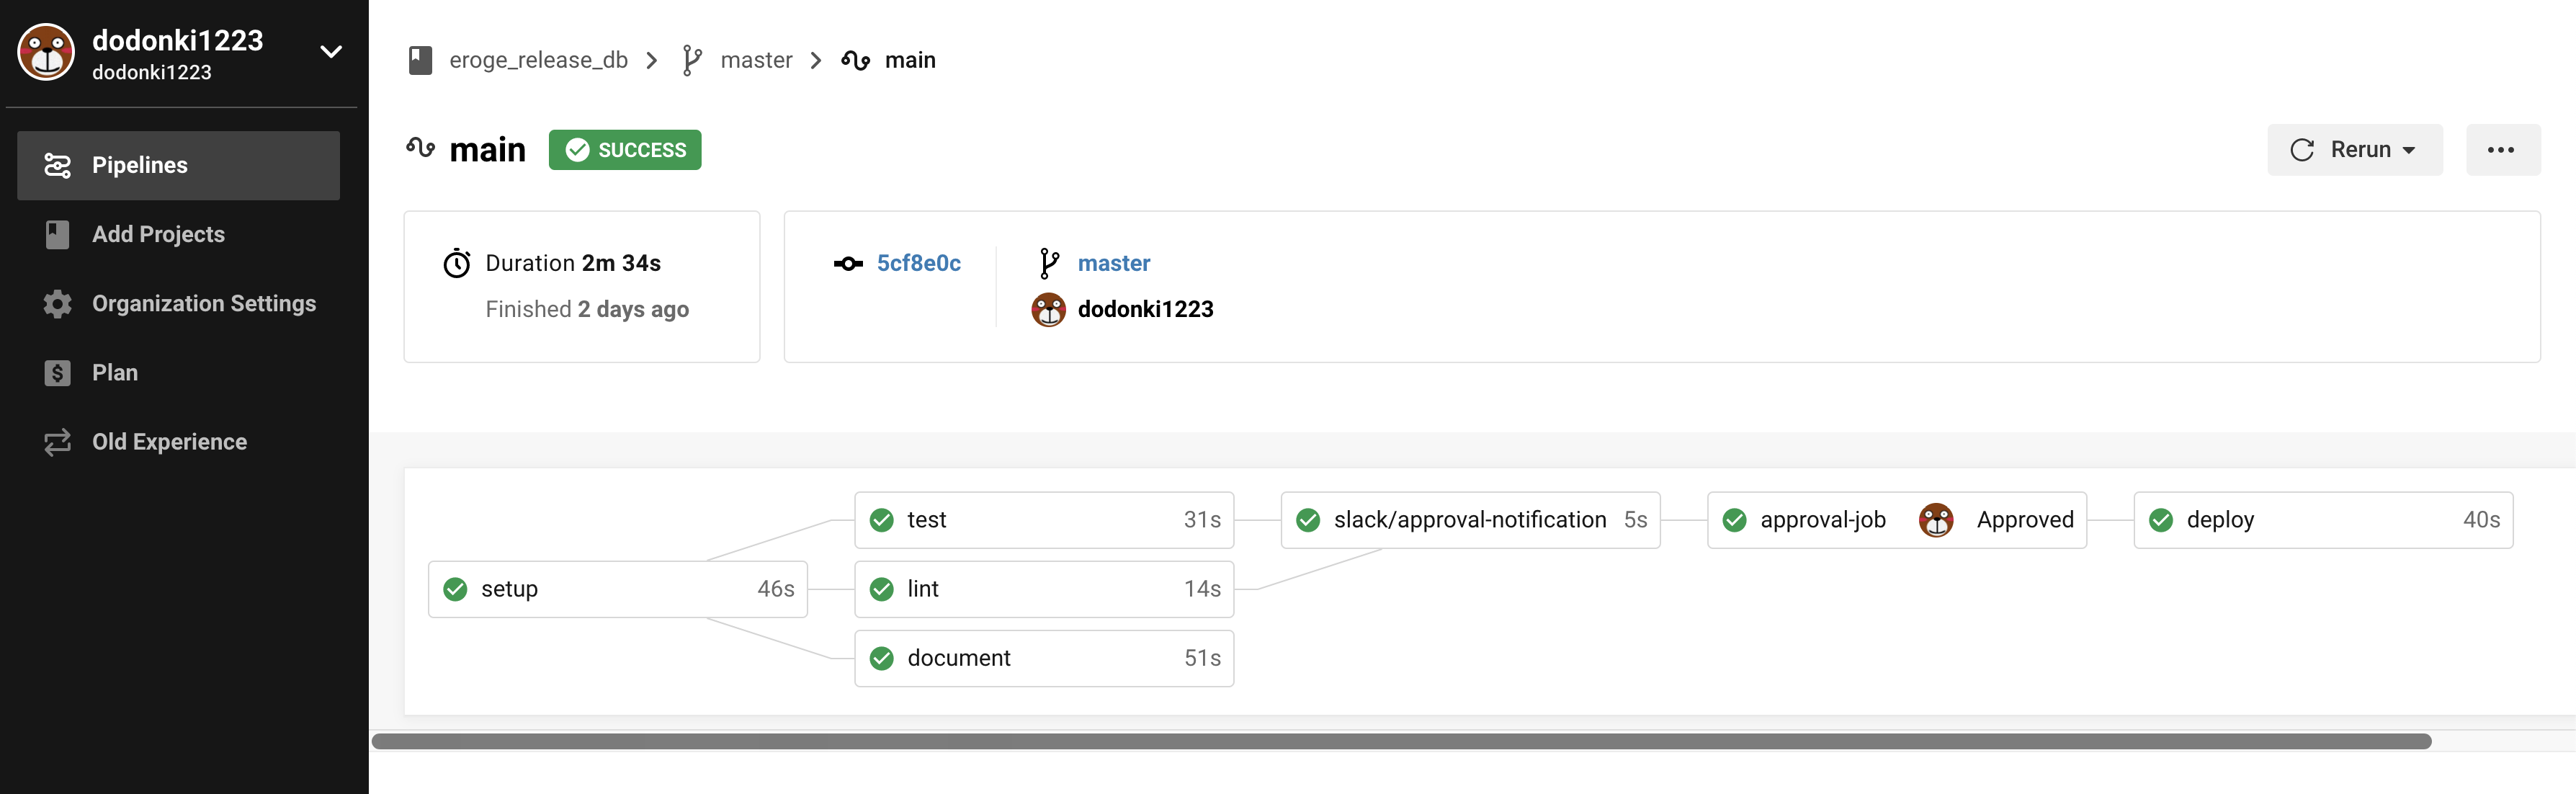 dodonki1223
dodonki1223
Pipelines
Add Projects
Organization Settings
Plan
Old Experience
eroge_release_db > master > main
main SUCCESS
Rerun
Duration 2m 34s
Finished 2 days ago
5cf8e0c
master
dodonki1223
setup 46s
test 31s
lint 14s
document 51s
slack/approval-notification 5s
approval-job Approved
deploy 40s